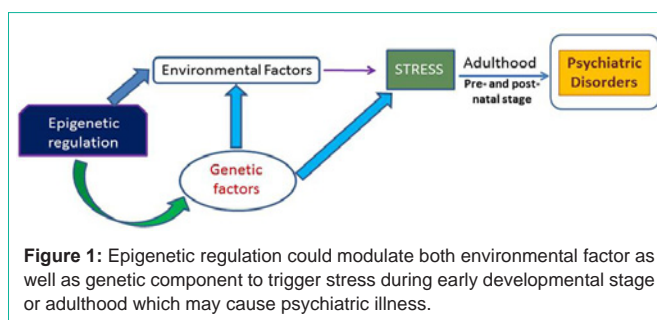 Environmental Factors
STRESS
Adulthood
Pre- and post-
natal stage
Psychiatric
Disorders
Epigenetic
regulation
Genetic
factors
Figure 1: Epigenetic regulation could modulate both environmental factor as
well as genetic component to trigger stress during early developmental stage
or adulthood which may cause psychiatric illness.